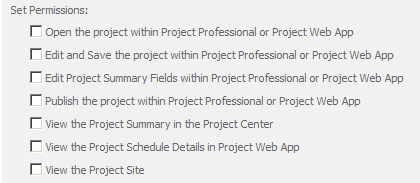 Set Permissions:
Open the project within Project Professional or Project Web App
Edit and Save the project within Project Professional or Project Web App
Edit Project Summary Fields within Project Professional or Project Web App
Publish the project within Project Professional or Project Web App
View the Project Summary in the Project Center
View the Project Schedule Details in Project Web App
View the Project Site